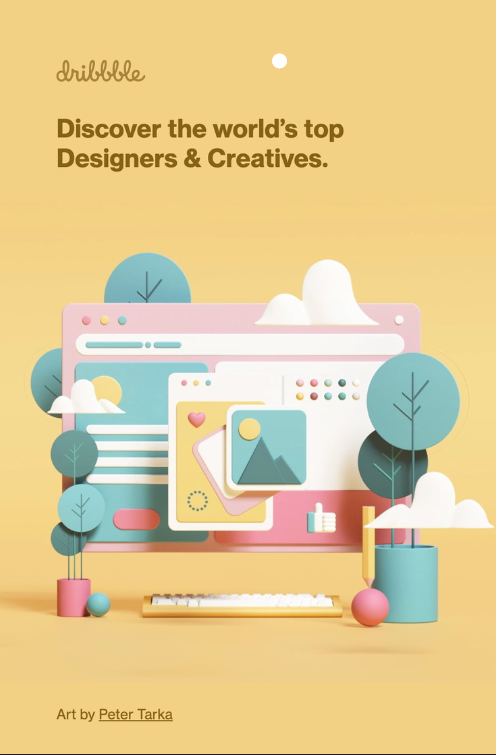 dribbble
Discover the world's top
Designers & Creatives.
Art by Peter Tarka